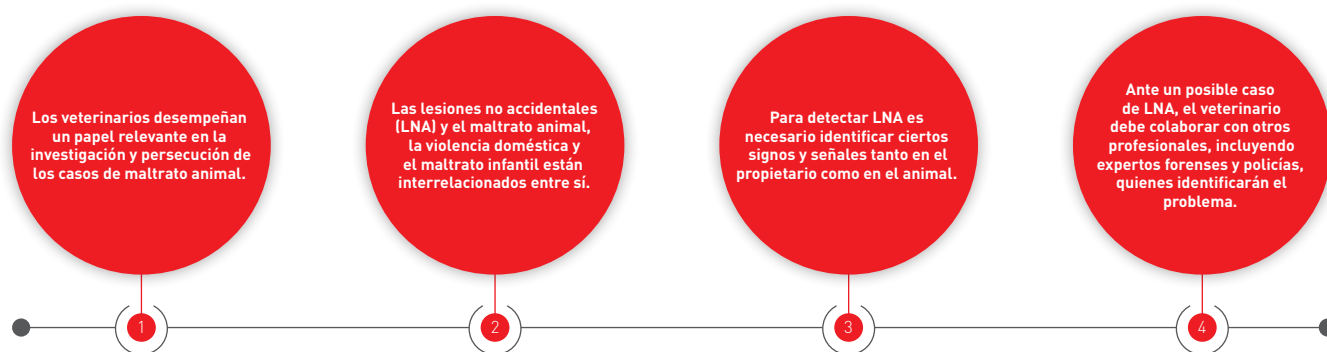 Los veterinarios desempeñan
un papel relevante en la
investigación y persecución de
los casos de maltrato animal.
Las lesiones no accidentales
(LNA) y el maltrato animal,
la violencia doméstica y
el maltrato infantil están
interrelacionados entre sí.
Para detectar LNA es
necesario identificar ciertos
signos y señales tanto en el
propietario como en el animal.
Ante un posible caso
de LNA, el veterinario
debe colaborar con otros
profesionales, incluyendo
expertos forenses y policías,
quienes identificarán el
problema.
1
2
3
4